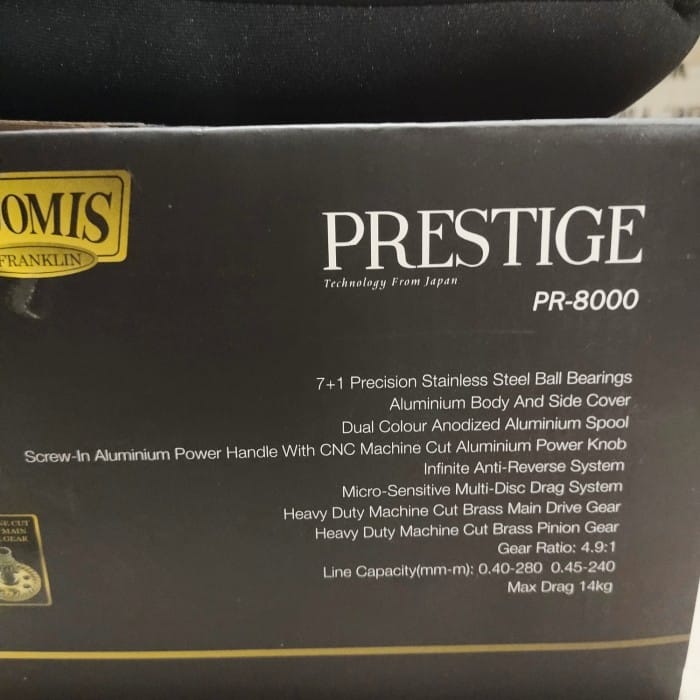 OMIS
FRANKLIN
PRESTIGE
Technology From Japan
PR-8000
7+1 Precision Stainless Steel Ball Bearings
Aluminium Body And Side Cover
Dual Colour Anodized Aluminium Spool
Screw-In Aluminium Power Handle With CNC Machine Cut Aluminium Power Knob
Infinite Anti-Reverse System
Micro-Sensitive Multi-Disc Drag System
Heavy Duty Machine Cut Brass Main Drive Gear
Heavy Duty Machine Cut Brass Pinion Gear
Gear Ratio: 4.9:1
Line Capacity(mm-m): 0.40-280 0.45-240
Max Drag 14kg
CUT
MAIN
GEAR